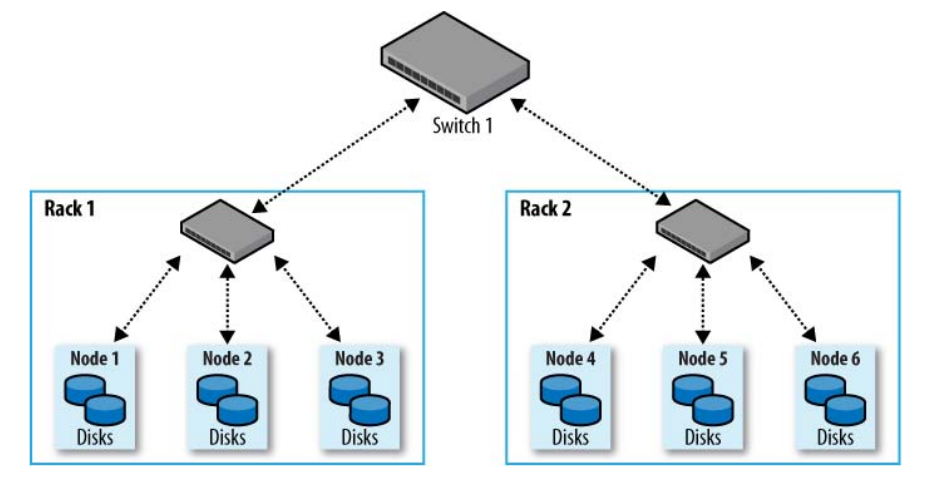 Switch 1
Rack 1
Rack 2
Node 1
Node 2
Node 3
Node 4
Node 5
Node 6
Disks
Disks
Disks
Disks
Disks
Disks